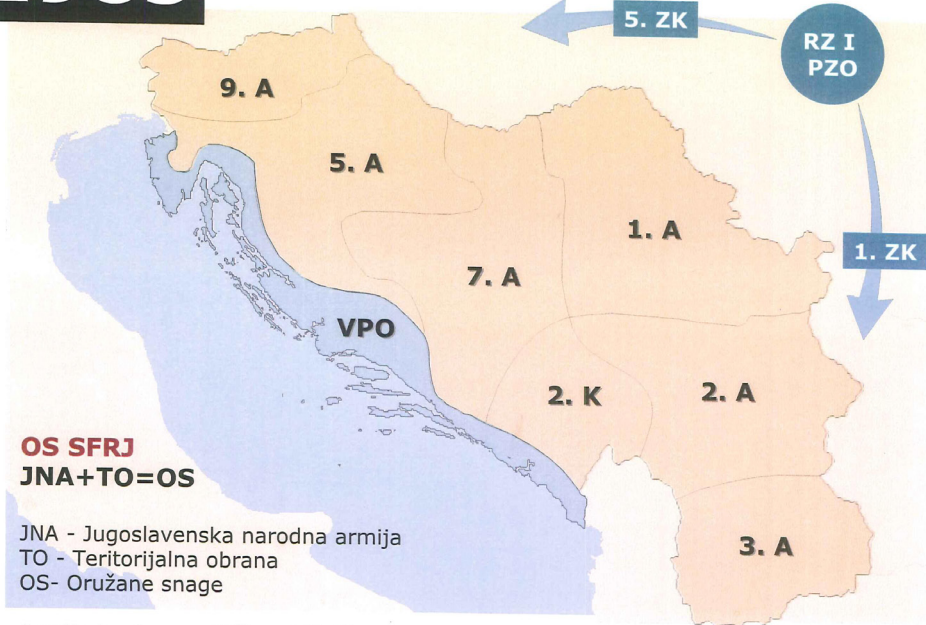 5. ZK
RZ I
PZO
9. A
5. A
1. A
1. ZK
7. A
VPO
2. K
2. A
OS SFRJ
JNA+TO=OS
JNA - Jugoslavenska narodna armija
TO - Teritorijalna obrana
OS- Oružane snage
3. A